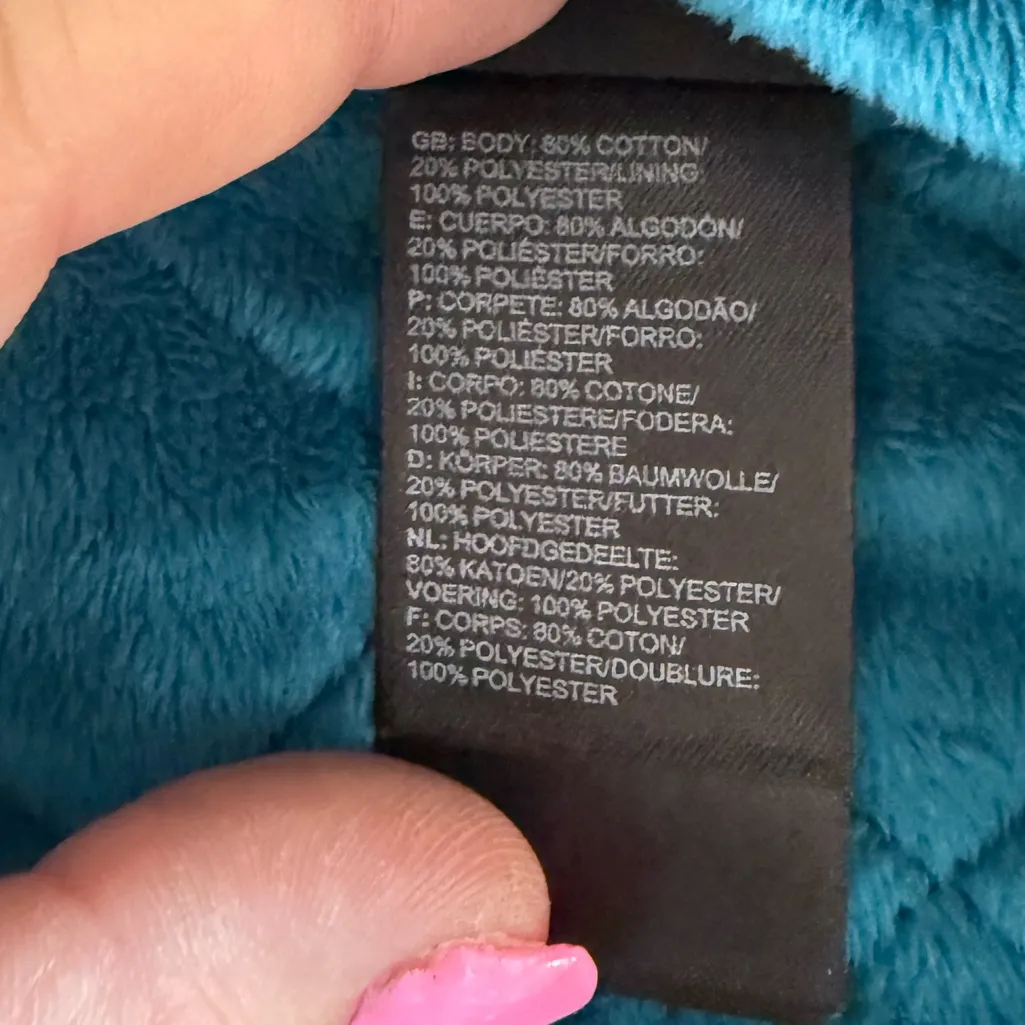 GB: BODY: 80% COTTON/
20% POLYESTER/LINING:
100% POLYESTER
E: CUERPO: 80% ALGODÓN/
20% POLIÉSTER/FORRO:
100% POLIÉSTER
P: CORPETE: 80% ALGODÃO/
20% POLIÉSTER/FORRO:
100% POLIÉSTER
I: CORPO: 80% COTONE/
20% POLIESTERE/FODERA:
100% POLIESTERE
D: KÖRPER: 80% BAUMWOLLE/
20% POLYESTER/FUTTER:
100% POLYESTER
NL: HOOFDGEDEELTE:
80% KATOEN/20% POLYESTER/
VOERING: 100% POLYESTER
F: CORPS: 80% COTON/
20% POLYESTER/DOUBLURE:
100% POLYESTER